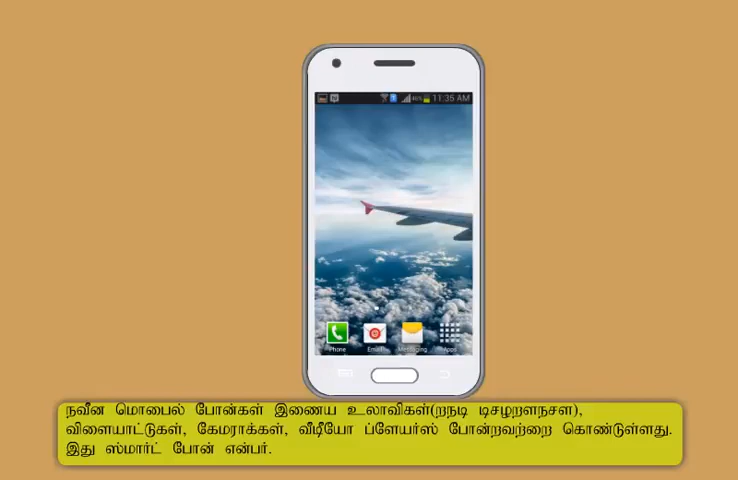 11:35 AM
Phone
Email
Messaging
Apps
நவீன மொபைல் போன்கள் இணைய உலாவிகள்(றநடி டிசழறளநசள),
விளையாட்டுகள், கேமராக்கள், வீடியோ ப்ளேயர்ஸ் போன்றவற்றை கொண்டுள்ளது.
இது ஸ்மார்ட் போன் என்பர்.